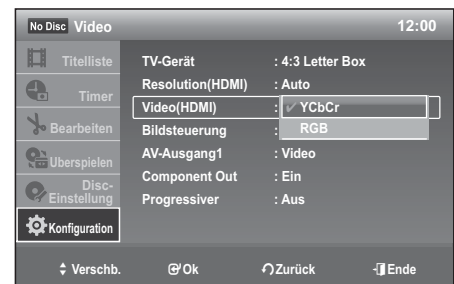 No Disc Video 12:00
Titelliste
Timer
Bearbeiten
Uberspielen
Disc-
Einstellung
Konfiguration
TV-Gerät : 4:3 Letter Box
Resolution(HDMI) : Auto
Video(HDMI) : ✓ YCbCr
Bildsteuerung : RGB
AV-Ausgang1 : Video
Component Out : Ein
Progressiver : Aus
Verschb. Ok Zurück Ende